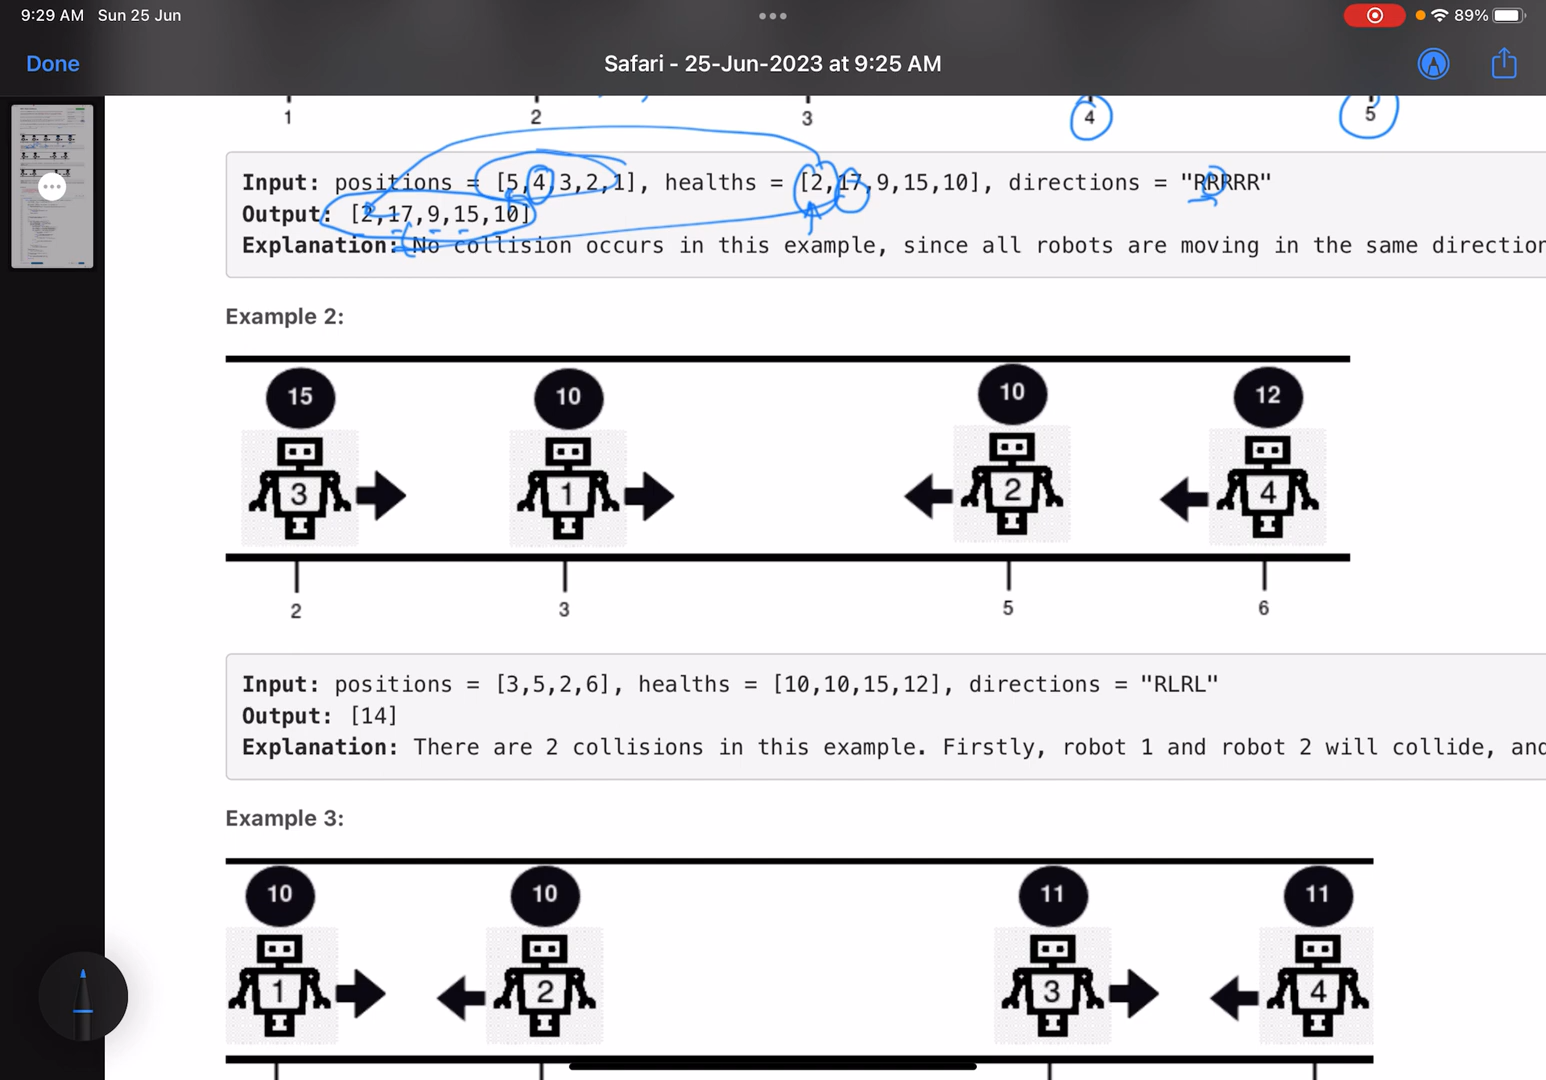 9:29 AM Sun 25 Jun
89%
Done
Safari - 25-Jun-2023 at 9:25 AM
1 2 3 4 5
Input: positions = [5,4,3,2,1], healths = [2,17,9,15,10], directions = "RRRRR"
Output: [2,17,9,15,10]
Explanation: No collision occurs in this example, since all robots are moving in the same direction
Example 2:
15 10 10 12
3 1 2 4
2 3 5 6
Input: positions = [3,5,2,6], healths = [10,10,15,12], directions = "RLRL"
Output: [14]
Explanation: There are 2 collisions in this example. Firstly, robot 1 and robot 2 will collide, and
Example 3:
10 10 11 11
1 2 3 4